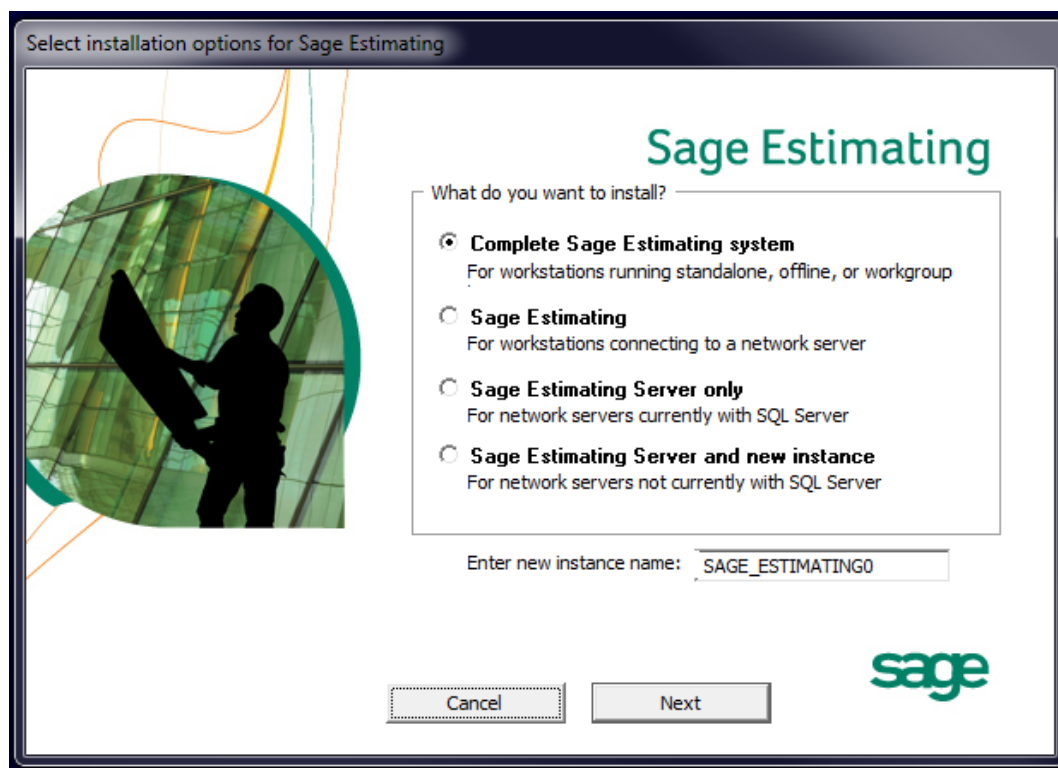 Select installation options for Sage Estimating
Sage Estimating
What do you want to install?
Complete Sage Estimating system
For workstations running standalone, offline, or workgroup
Sage Estimating
For workstations connecting to a network server
Sage Estimating Server only
For network servers currently with SQL Server
Sage Estimating Server and new instance
For network servers not currently with SQL Server
Enter new instance name: SAGE_ESTIMATING0
sage
Cancel Next